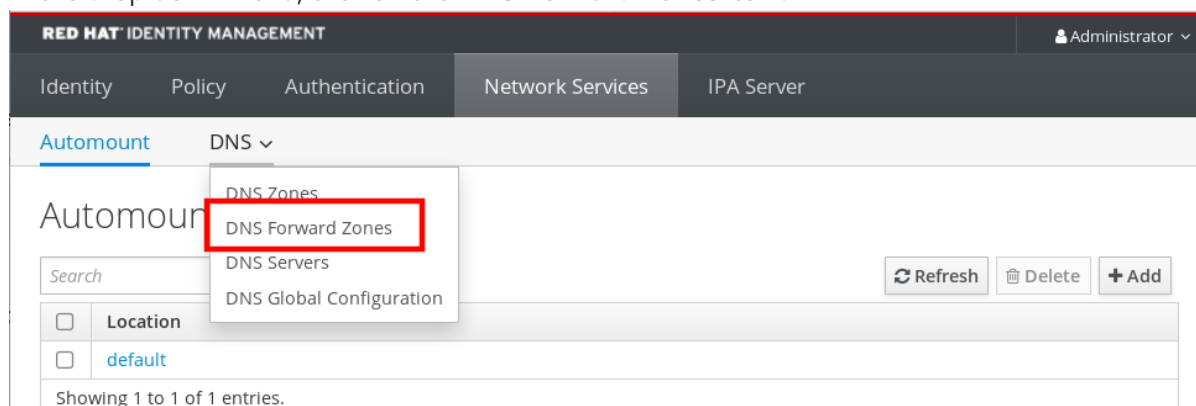 RED HAT IDENTITY MANAGEMENT
Administrator
Identity Policy Authentication Network Services IPA Server
Automount DNS
DNS Zones
DNS Forward Zones
DNS Servers
DNS Global Configuration
Automoun
Search
Refresh Delete + Add
Location
default
Showing 1 to 1 of 1 entries.